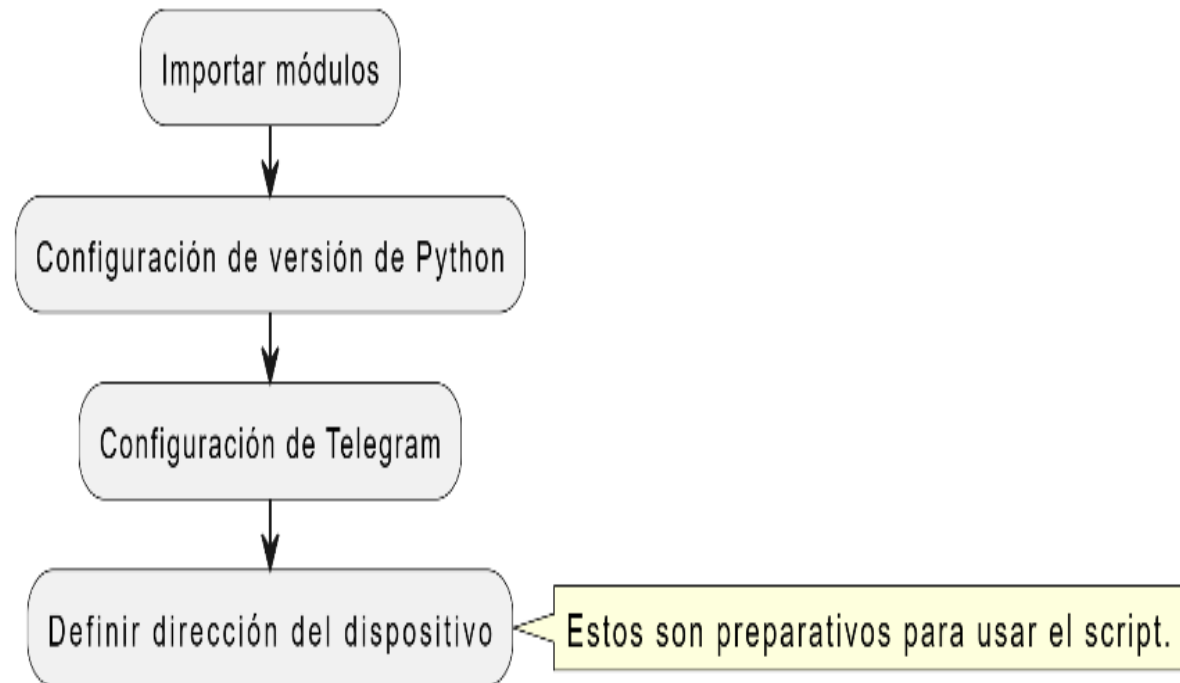 Importar módulos
Configuración de versión de Python
Configuración de Telegram
Definir dirección del dispositivo
Estos son preparativos para usar el script.